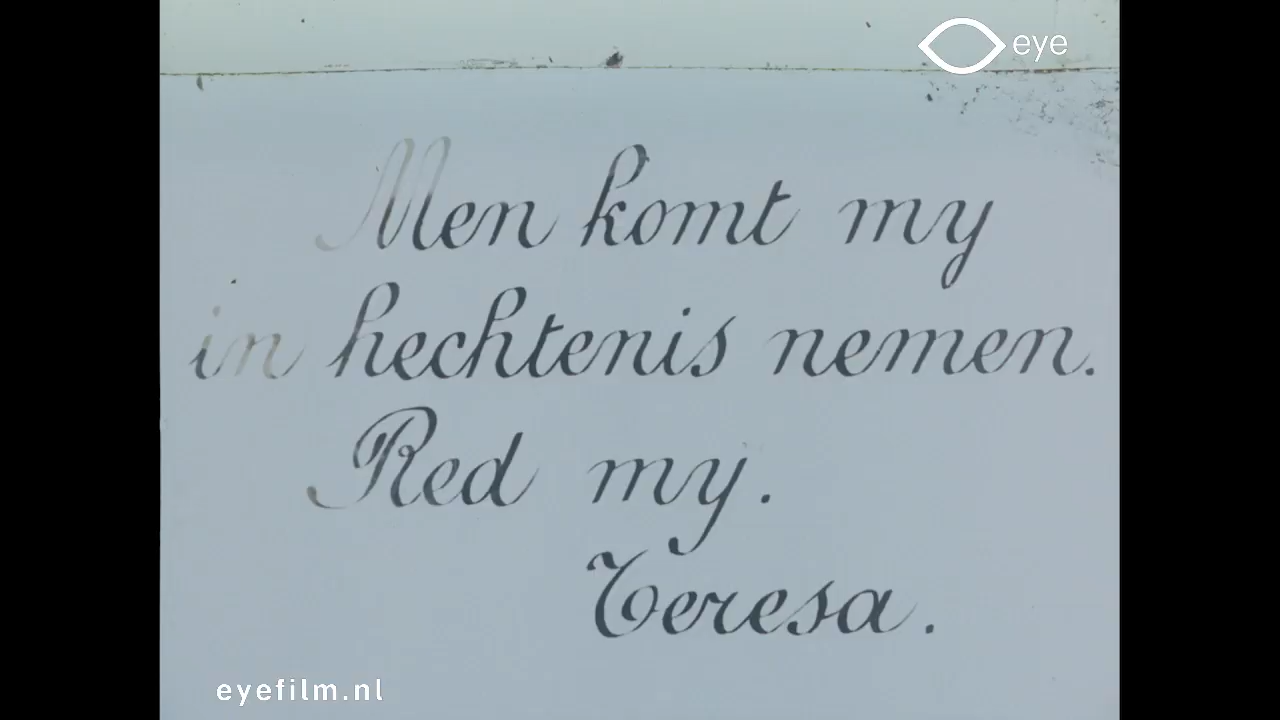 eye
Men komt my
in hechtenis nemen.
Red my.
Teresa.
eyefilm.nl